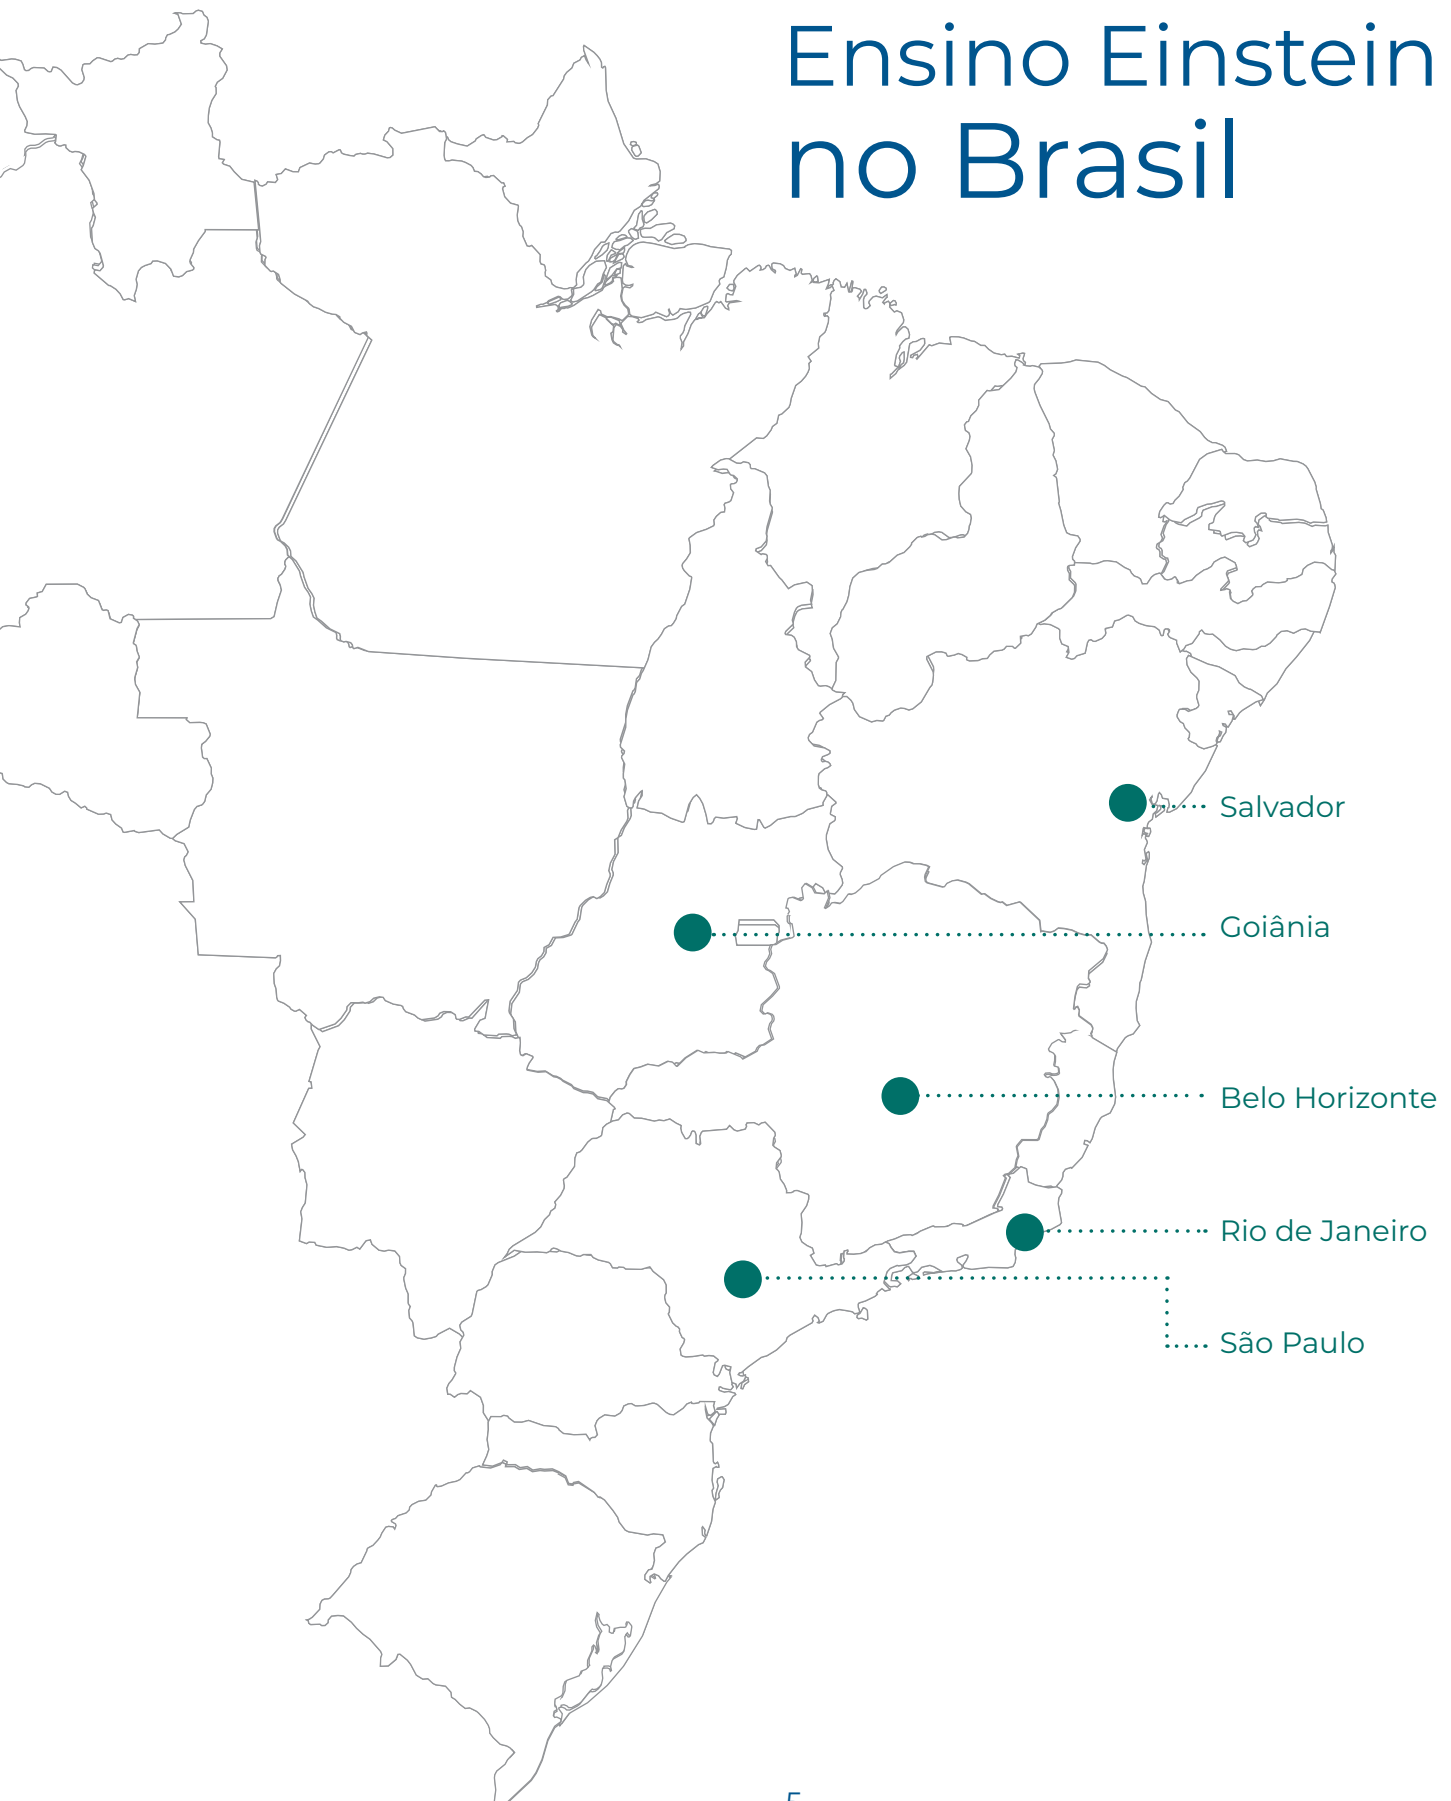 Ensino Einstein
no Brasil
Salvador
Goiânia
Belo Horizonte
Rio de Janeiro
São Paulo